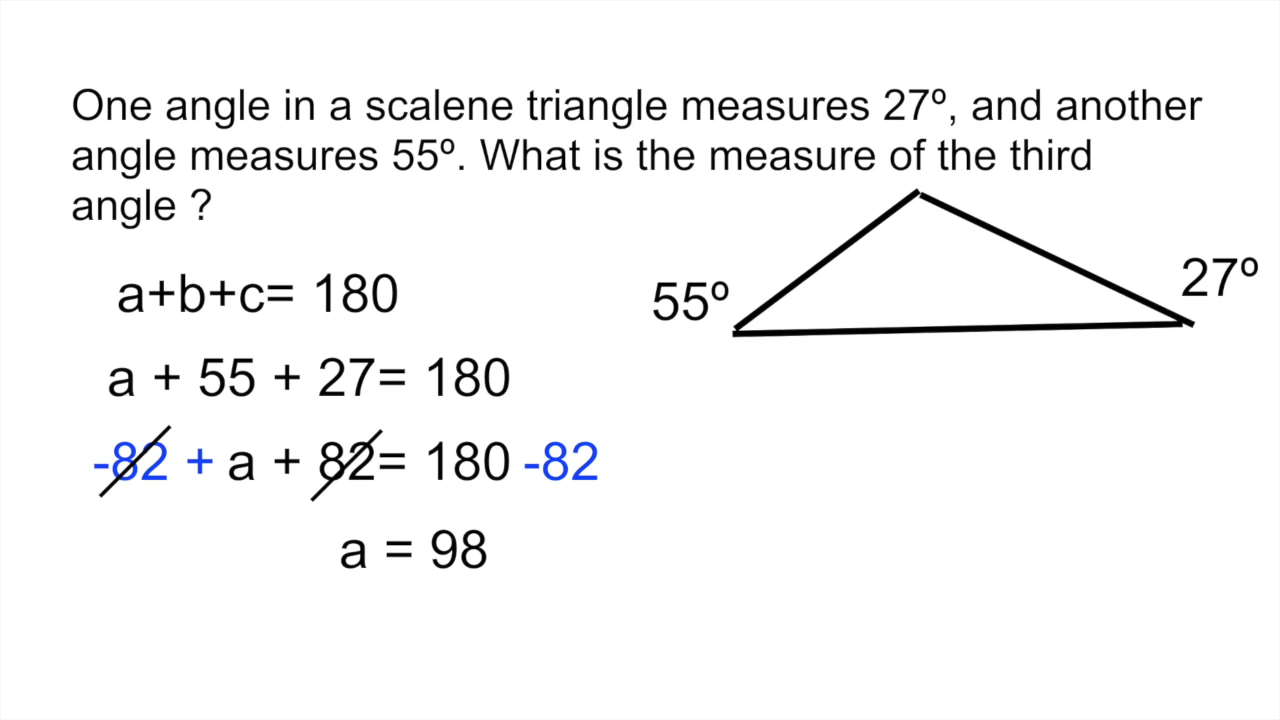 One angle in a scalene triangle measures 27º, and another
angle measures 55º. What is the measure of the third
angle ?
a+b+c= 180
55º
27º
a + 55 + 27= 180
-82 + a + 82= 180 -82
a = 98